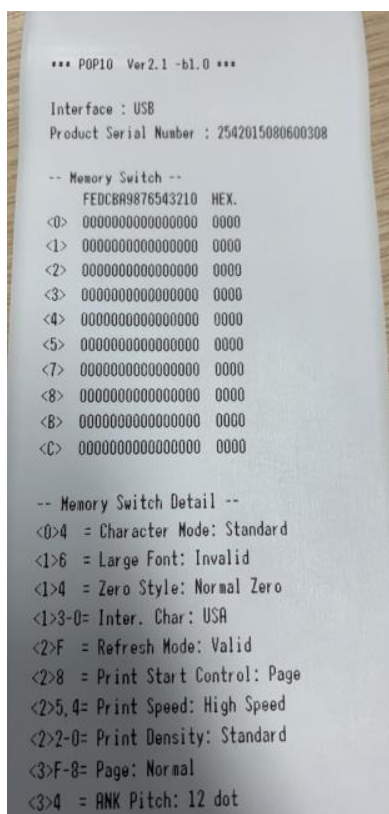 *** POP10 Ver2.1 -b1.0 ***
Interface : USB
Product Serial Number : 2542015080600308
-- Memory Switch --
FEDCBA9876543210 HEX.
<0> 0000000000000000 0000
<1> 0000000000000000 0000
<2> 0000000000000000 0000
<3> 0000000000000000 0000
<4> 0000000000000000 0000
<5> 0000000000000000 0000
<7> 0000000000000000 0000
<8> 0000000000000000 0000
<B> 0000000000000000 0000
<C> 0000000000000000 0000
-- Memory Switch Detail --
<0>4 = Character Mode: Standard
<1>6 = Large Font: Invalid
<1>4 = Zero Style: Normal Zero
<1>3-0= Inter. Char: USA
<2>F = Refresh Mode: Valid
<2>8 = Print Start Control: Page
<2>5,4= Print Speed: High Speed
<2>2-0= Print Density: Standard
<3>F-8= Page: Normal
<3>4 = ANK Pitch: 12 dot